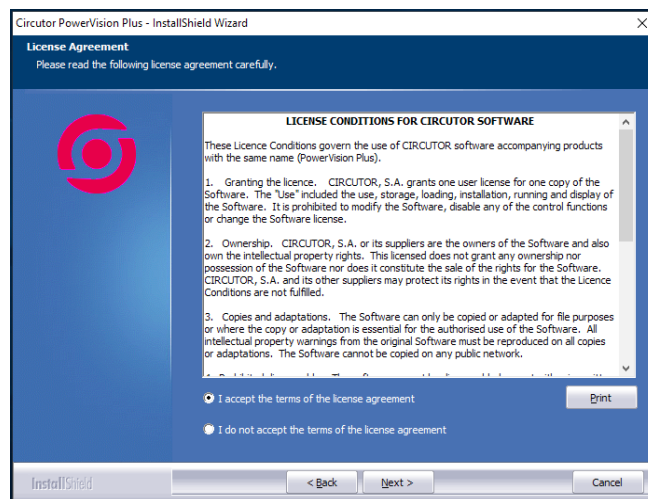 Circutor PowerVision Plus - InstallShield Wizard
License Agreement
Please read the following license agreement carefully.
LICENSE CONDITIONS FOR CIRCUTOR SOFTWARE
These Licence Conditions govern the use of CIRCUTOR software accompanying products
with the same name (PowerVision Plus).
1. Granting the licence. CIRCUTOR, S.A. grants one user license for one copy of the
Software. The "Use" included the use, storage, loading, installation, running and display of
the Software. It is prohibited to modify the Software, disable any of the control functions
or change the Software license.
2. Ownership. CIRCUTOR, S.A. or its suppliers are the owners of the Software and also
own the intellectual property rights. This licensed does not grant any ownership nor
possession of the Software nor does it constitute the sale of the rights for the Software.
CIRCUTOR, S.A. and its other suppliers may protect its rights in the event that the Licence
Conditions are not fulfilled.
3. Copies and adaptations. The Software can only be copied or adapted for file purposes
or where the copy or adaptation is essential for the authorised use of the Software. All
intellectual property warnings from the original Software must be reproduced on all copies
or adaptations. The Software cannot be copied on any public network.
I accept the terms of the license agreement
Print
I do not accept the terms of the license agreement
InstallShield
< Back
Next >
Cancel